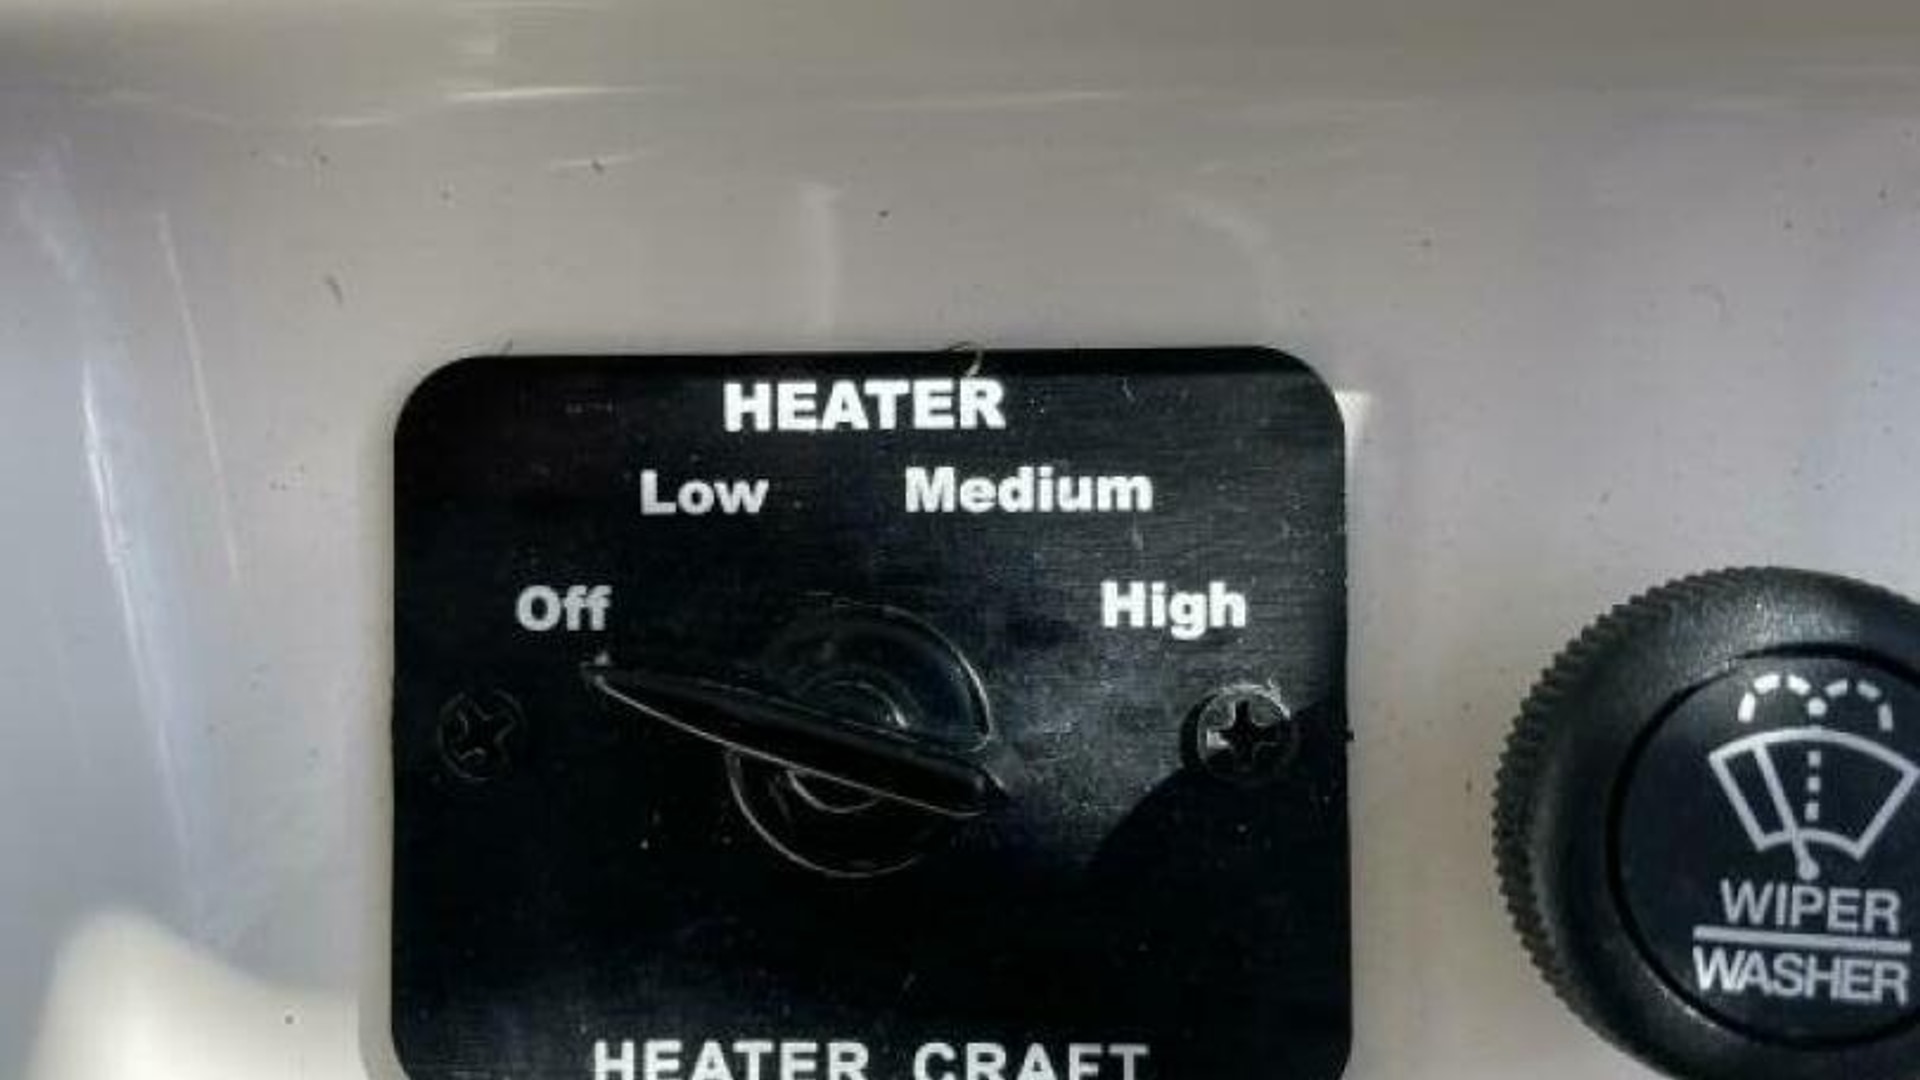 HEATER
Low Medium
Off High
WIPER
WASHER
HEATER CRAFT